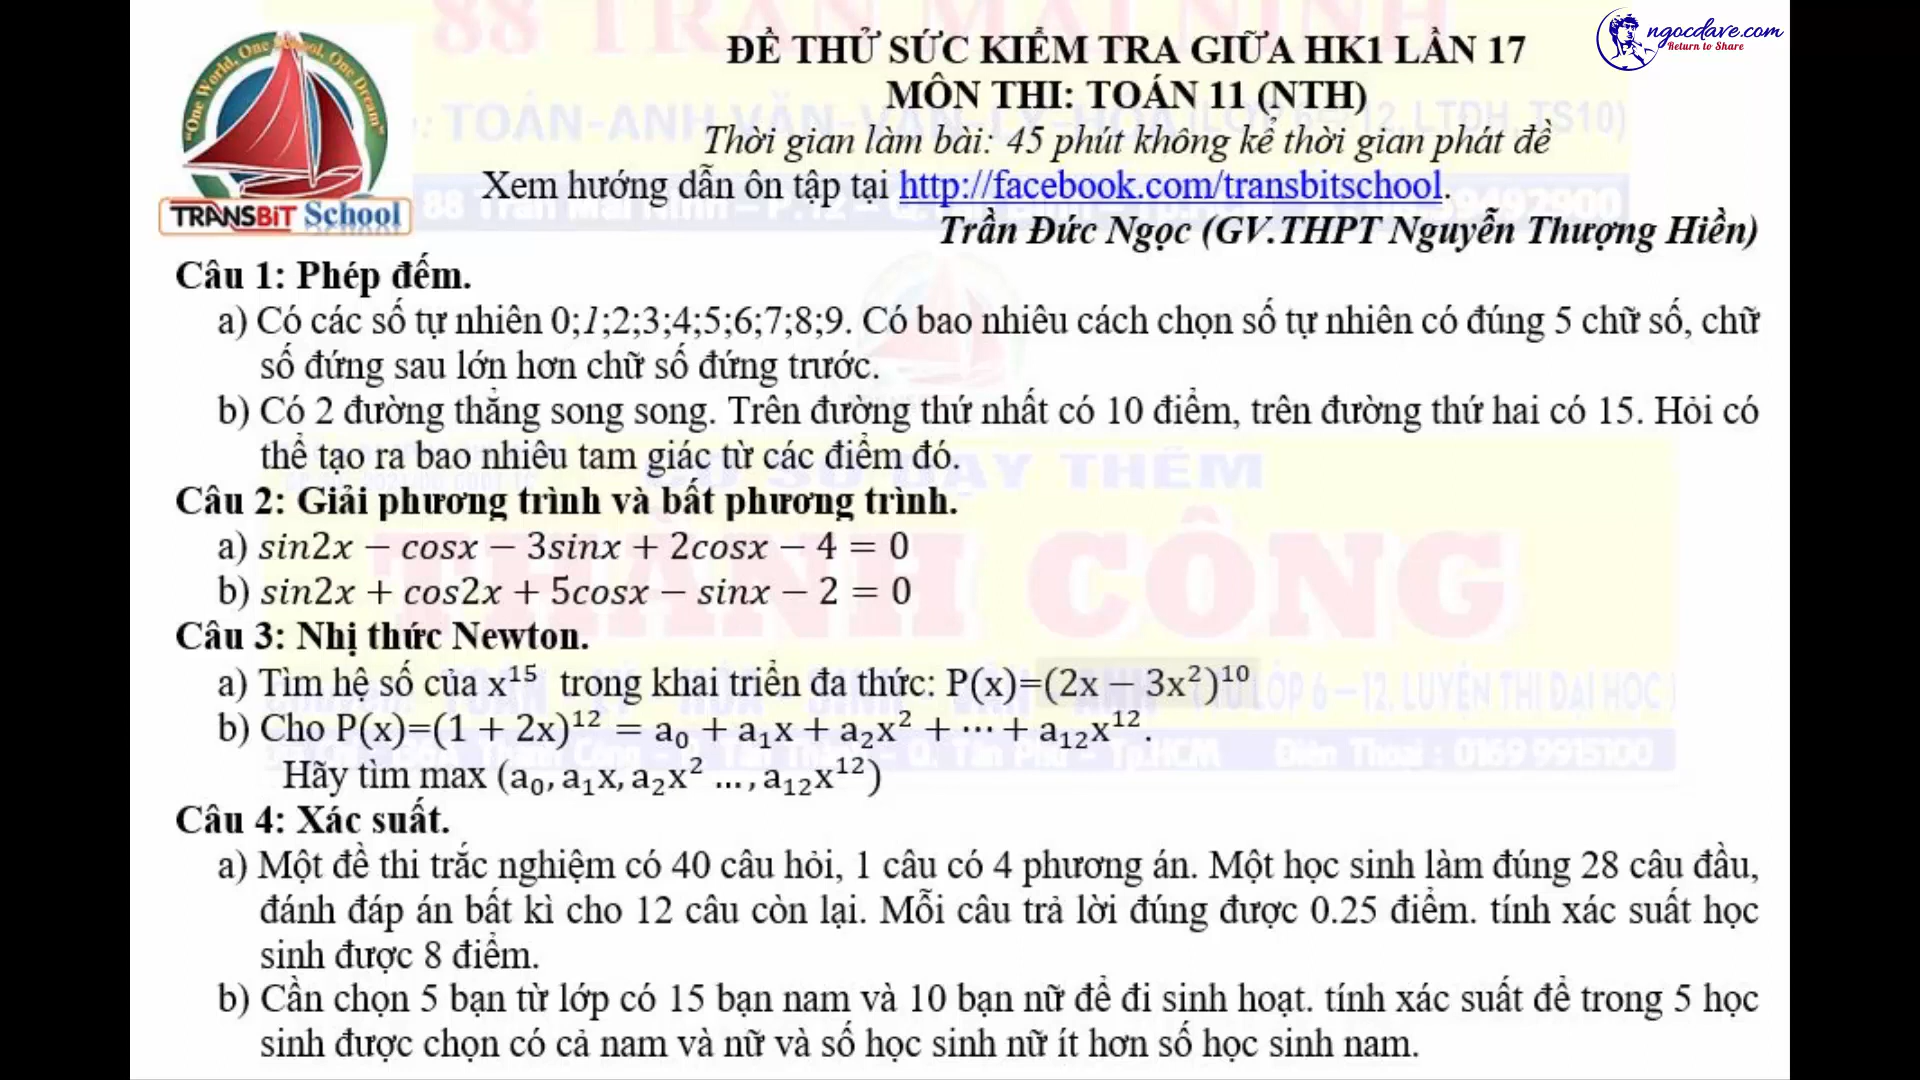 ngocdave.com
Return to Share
ĐỀ THỬ SỨC KIỂM TRA GIỮA HK1 LẦN 17
MÔN THI: TOÁN 11 (NTH)
Thời gian làm bài: 45 phút không kể thời gian phát đề
Xem hướng dẫn ôn tập tại http://facebook.com/transbitschool.
Trần Đức Ngọc (GV.THPT Nguyễn Thượng Hiền)
"One World, One School, One Dream"
TRANSBiT School
Câu 1: Phép đếm.
a) Có các số tự nhiên 0;1;2;3;4;5;6;7;8;9. Có bao nhiêu cách chọn số tự nhiên có đúng 5 chữ số, chữ
số đứng sau lớn hơn chữ số đứng trước.
b) Có 2 đường thẳng song song. Trên đường thứ nhất có 10 điểm, trên đường thứ hai có 15. Hỏi có
thể tạo ra bao nhiêu tam giác từ các điểm đó.
Câu 2: Giải phương trình và bất phương trình.
a) sin2x − cosx − 3sinx + 2cosx − 4 = 0
b) sin2x + cos2x + 5cosx − sinx − 2 = 0
Câu 3: Nhị thức Newton.
a) Tìm hệ số của x¹⁵ trong khai triển đa thức: P(x)=(2x − 3x²)¹⁰
b) Cho P(x)=(1 + 2x)¹² = a₀ + a₁x + a₂x² + ⋯ + a₁₂x¹².
Hãy tìm max (a₀, a₁x, a₂x² …, a₁₂x¹²)
Câu 4: Xác suất.
a) Một đề thi trắc nghiệm có 40 câu hỏi, 1 câu có 4 phương án. Một học sinh làm đúng 28 câu đầu,
đánh đáp án bất kì cho 12 câu còn lại. Mỗi câu trả lời đúng được 0.25 điểm. tính xác suất học
sinh được 8 điểm.
b) Cần chọn 5 bạn từ lớp có 15 bạn nam và 10 bạn nữ để đi sinh hoạt. tính xác suất để trong 5 học
sinh được chọn có cả nam và nữ và số học sinh nữ ít hơn số học sinh nam.
88 TRẦN MAI NINH
THÀNH CÔNG